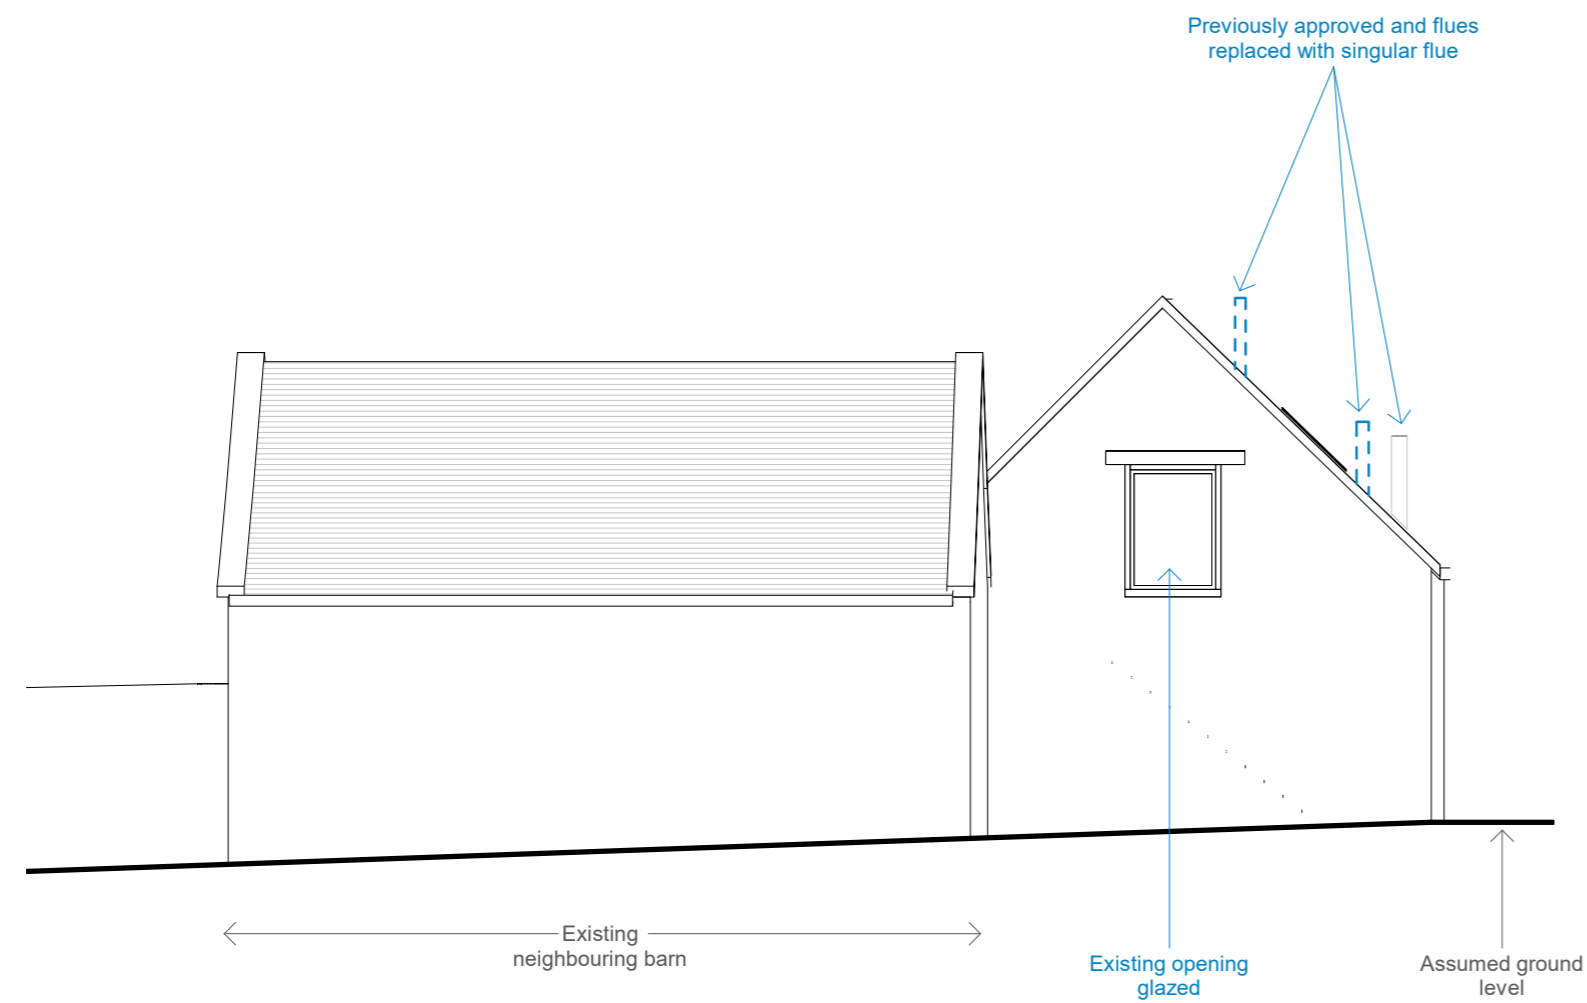 Previously approved and flues
replaced with singular flue
Existing
neighbouring barn
Existing opening
glazed
Assumed ground
level